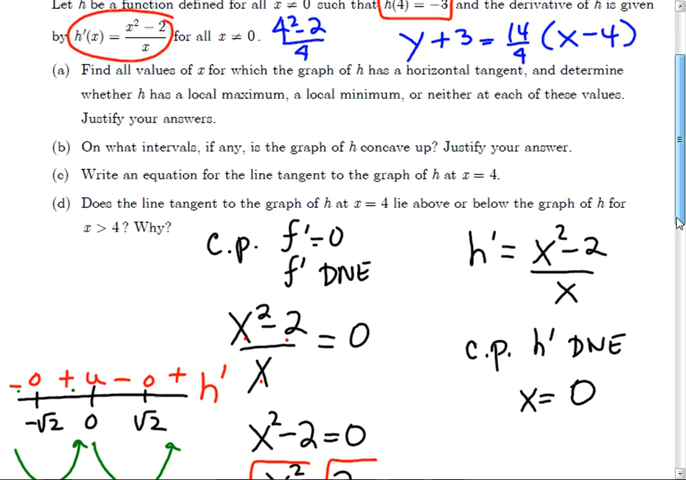 Let h be a function defined for all x ≠ 0 such that h(4) = −3 and the derivative of h is given
by h′(x) = (x² − 2)/x for all x ≠ 0.
(4² − 2)/4
y + 3 = 14/4 (x − 4)
(a) Find all values of x for which the graph of h has a horizontal tangent, and determine
whether h has a local maximum, a local minimum, or neither at each of these values.
Justify your answers.
(b) On what intervals, if any, is the graph of h concave up? Justify your answer.
(c) Write an equation for the line tangent to the graph of h at x = 4.
(d) Does the line tangent to the graph of h at x = 4 lie above or below the graph of h for
x > 4? Why?
c.p. f′=0
f′ DNE
h′ = (x² − 2)/x
(x² − 2)/x = 0
c.p. h′ DNE
x = 0
− 0 + u − 0 + h′
−√2 0 √2
x² − 2 = 0